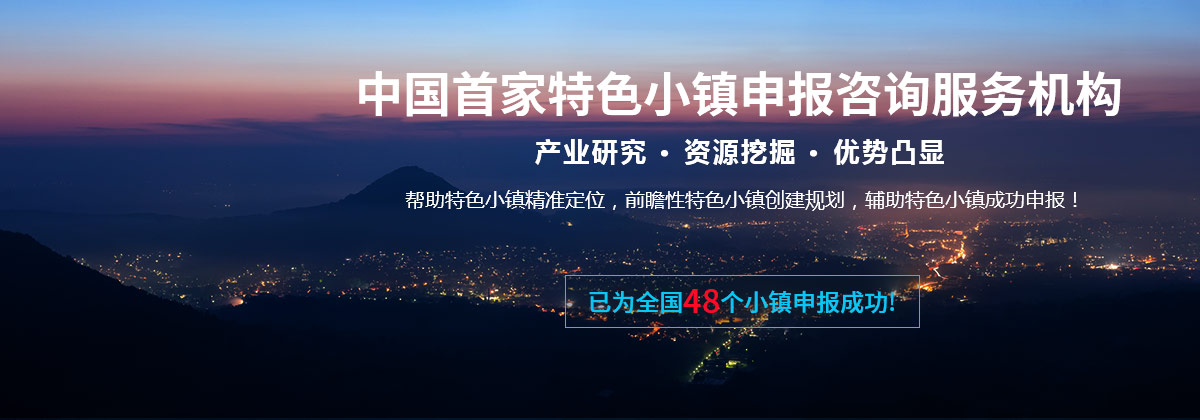 中国首家特色小镇申报咨询服务机构
产业研究 · 资源挖掘 · 优势凸显
帮助特色小镇精准定位，前瞻性特色小镇创建规划，辅助特色小镇成功申报！
已为全国48个小镇申报成功!